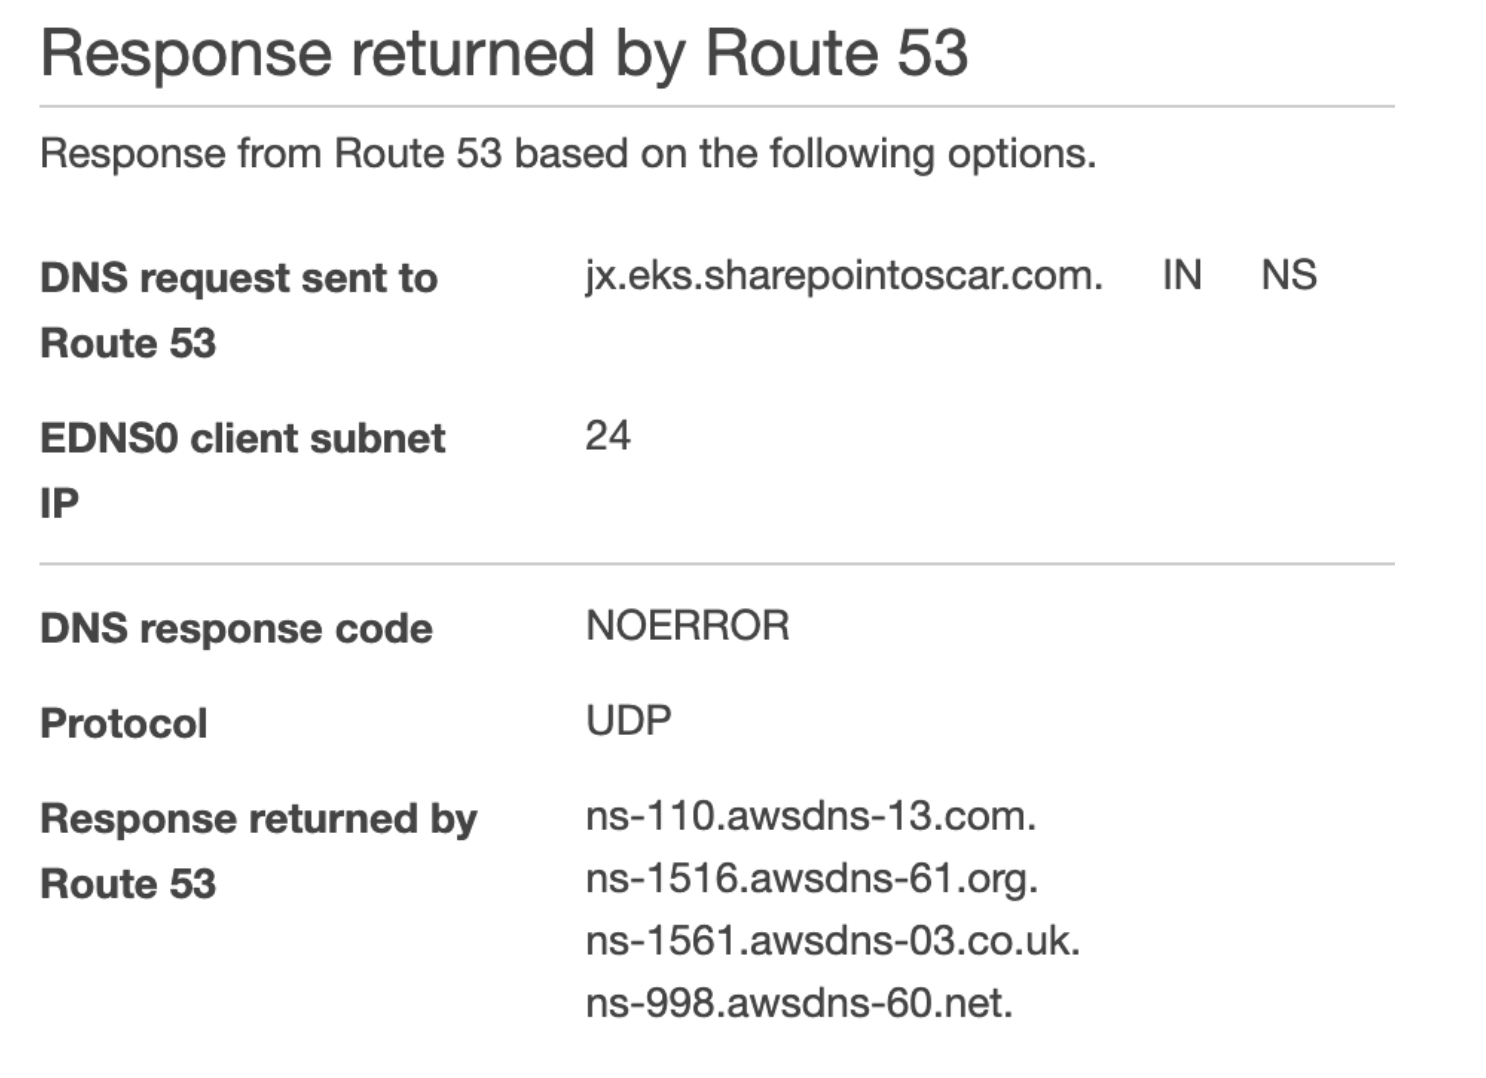 Response returned by Route 53
Response from Route 53 based on the following options.
DNS request sent to Route 53 jx.eks.sharepointoscar.com. IN NS
EDNS0 client subnet IP 24
DNS response code NOERROR
Protocol UDP
Response returned by Route 53 ns-110.awsdns-13.com.
ns-1516.awsdns-61.org.
ns-1561.awsdns-03.co.uk.
ns-998.awsdns-60.net.